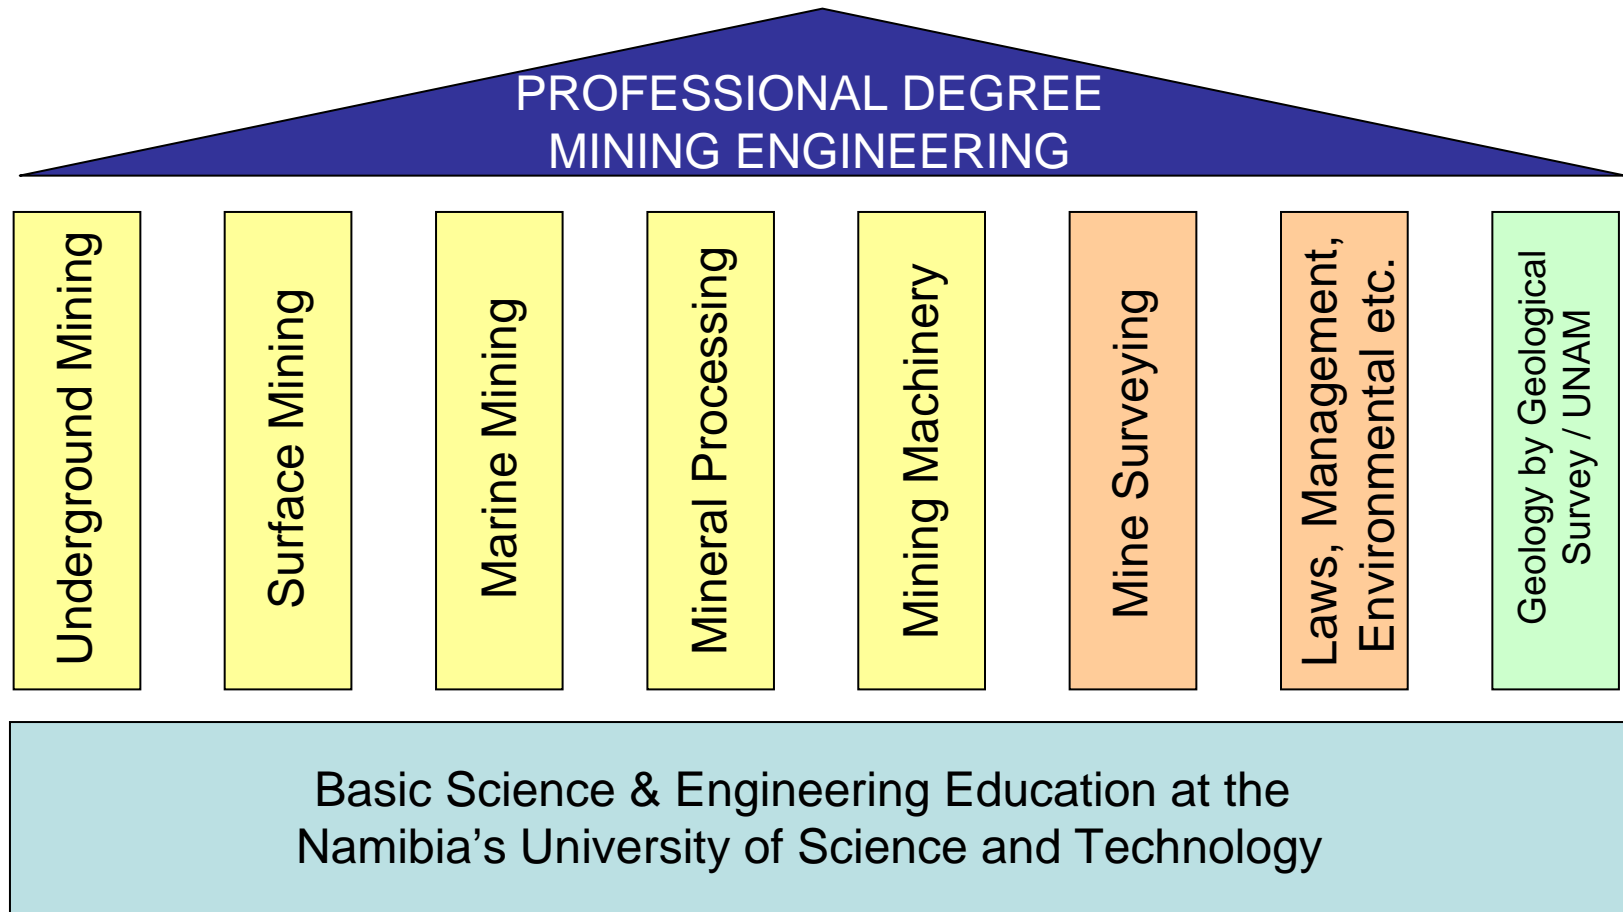 PROFESSIONAL DEGREE
MINING ENGINEERING
Underground Mining
Surface Mining
Marine Mining
Mineral Processing
Mining Machinery
Mine Surveying
Laws, Management,
Environmental etc.
Geology by Geological
Survey / UNAM
Basic Science & Engineering Education at the
Namibia’s University of Science and Technology